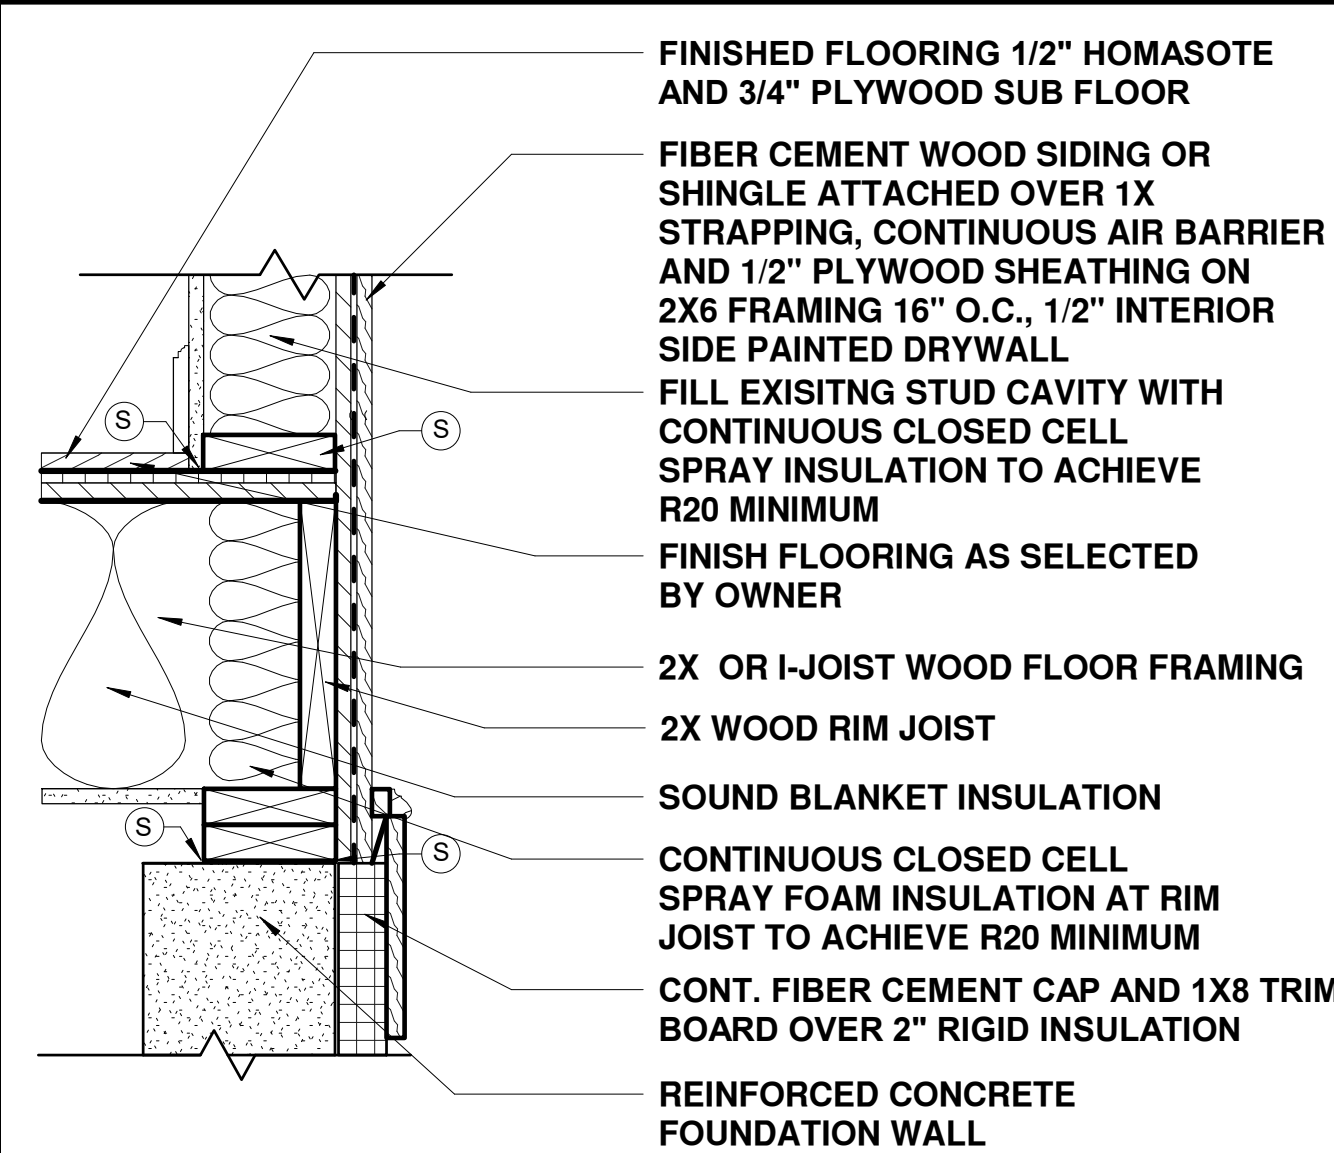 FINISHED FLOORING 1/2" HOMASOTE
AND 3/4" PLYWOOD SUB FLOOR
FIBER CEMENT WOOD SIDING OR
SHINGLE ATTACHED OVER 1X
STRAPPING, CONTINUOUS AIR BARRIER
AND 1/2" PLYWOOD SHEATHING ON
2X6 FRAMING 16" O.C., 1/2" INTERIOR
SIDE PAINTED DRYWALL
FILL EXISITNG STUD CAVITY WITH
CONTINUOUS CLOSED CELL
SPRAY INSULATION TO ACHIEVE
R20 MINIMUM
FINISH FLOORING AS SELECTED
BY OWNER
2X OR I-JOIST WOOD FLOOR FRAMING
2X WOOD RIM JOIST
SOUND BLANKET INSULATION
CONTINUOUS CLOSED CELL
SPRAY FOAM INSULATION AT RIM
JOIST TO ACHIEVE R20 MINIMUM
CONT. FIBER CEMENT CAP AND 1X8 TRIM
BOARD OVER 2" RIGID INSULATION
REINFORCED CONCRETE
FOUNDATION WALL
S
S
S
S